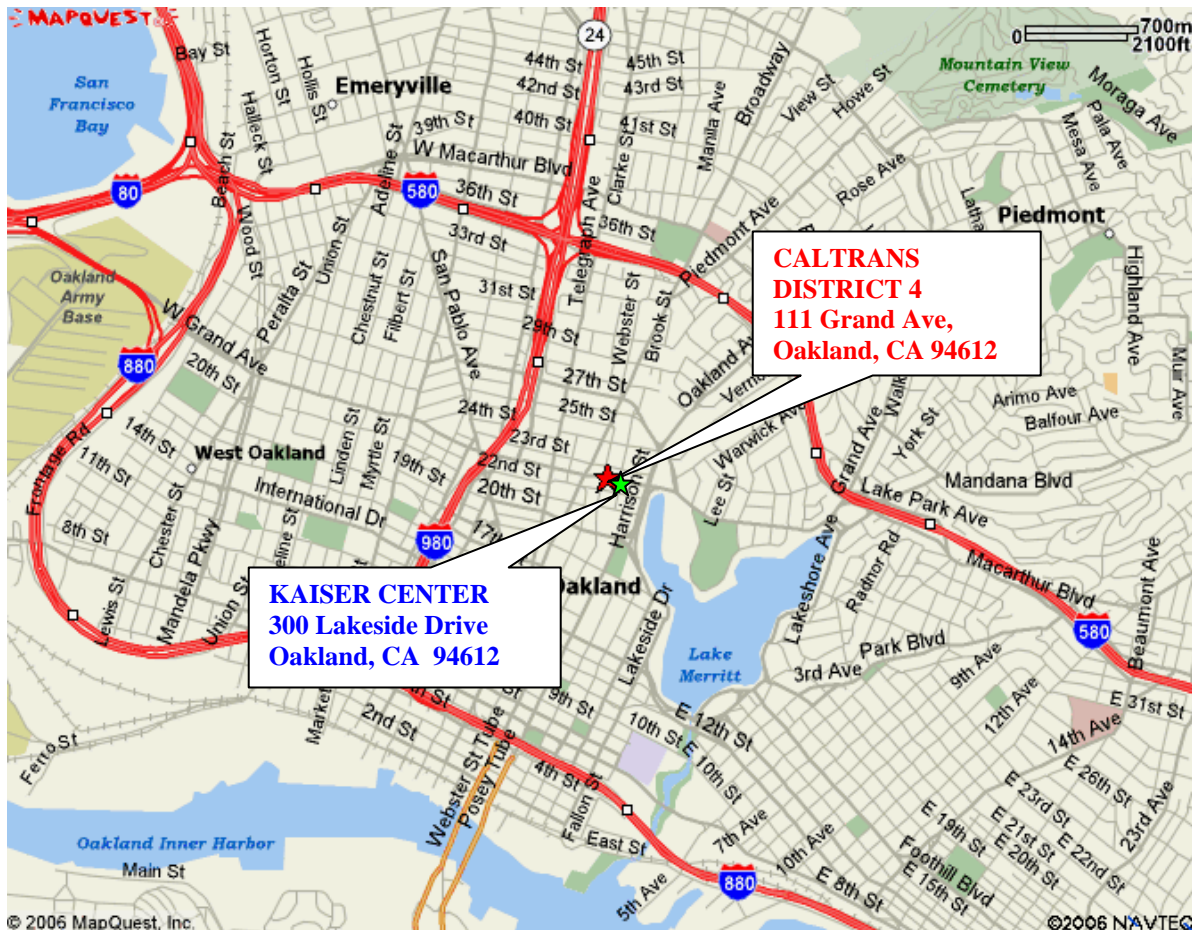 MAPQUEST
700m
0
2100ft
24
Bay St
Horton St
Hollis St
Halleck St
Beach St
Emeryville
San
Francisco
Bay
44th St
45th St
42nd St
43rd St
40th St
41st St
39th St
W Macarthur Blvd
Adeline St
36th St
33rd St
31st St
29th St
Clarke St
Manila Ave
Broadway
View St
Howe St
Mountain View
Cemetery
Moraga Ave
Pala Ave
Mesa Ave
Rose Ave
Piedmont
Highland Ave
Muir Ave
80
580
36th St
Piedmont Ave
Telegraph Ave
Webster St
Brook St
CALTRANS
DISTRICT 4
111 Grand Ave,
Oakland, CA 94612
Oakland
Army
Base
Wood St
Peralta St
Union St
Chestnut St
Filbert St
San Pablo Ave
W Grand Ave
20th St
880
27th St
25th St
24th St
23rd St
22nd St
20th St
19th St
17th
Oakland Ave
Warwick Ave
Grand Ave
York St
Arimo Ave
Balfour Ave
Mandana Blvd
Lake Park Ave
Frontage Rd
14th St
11th St
West Oakland
Linden St
Myrtle St
International Dr
8th St
Chester St
Mandela Pkwy
Lewis St
Union St
980
Harrison St
Lee St
Lakeshore Ave
Radnor Rd
Macarthur Blvd
Beaumont Ave
580
KAISER CENTER
300 Lakeside Drive
Oakland, CA 94612
Oakland
Lakeside Dr
Lake
Merritt
3rd Ave
Park Blvd
9th Ave
12th Ave
14th Ave
E 31st St
Market
2nd St
9th St
10th St
E 12th St
E 10th St
Webster St Tube
Posey Tube
4th St
Fallon St
East St
7th Ave
10th Ave
5th Ave
880
E 8th St
E 26th St
E 23rd St
E 22nd St
E 21st St
E 20th St
E 19th St
Foothill Blvd
E 15th St
23rd Ave
Ferro St
Oakland Inner Harbor
Main St
© 2006 MapQuest, Inc.
©2006 NAVTEQ